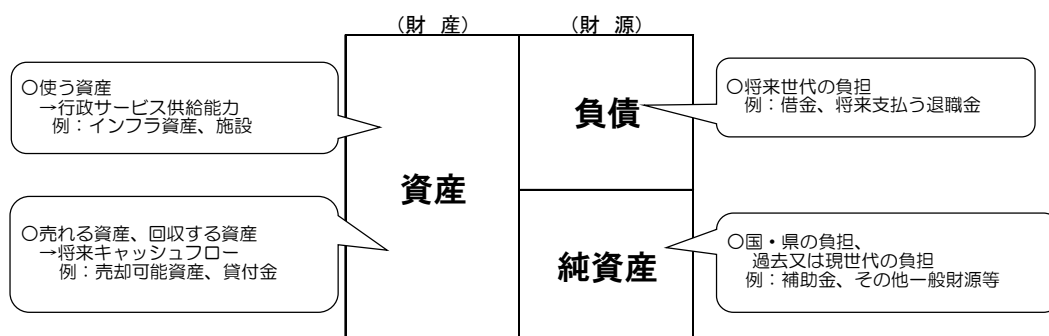 （財　産）
（財　源）
○使う資産
→行政サービス供給能力
例：インフラ資産、施設
○売れる資産、回収する資産
→将来キャッシュフロー
例：売却可能資産、貸付金
資産
負債
純資産
○将来世代の負担
例：借金、将来支払う退職金
○国・県の負担、
過去又は現世代の負担
例：補助金、その他一般財源等